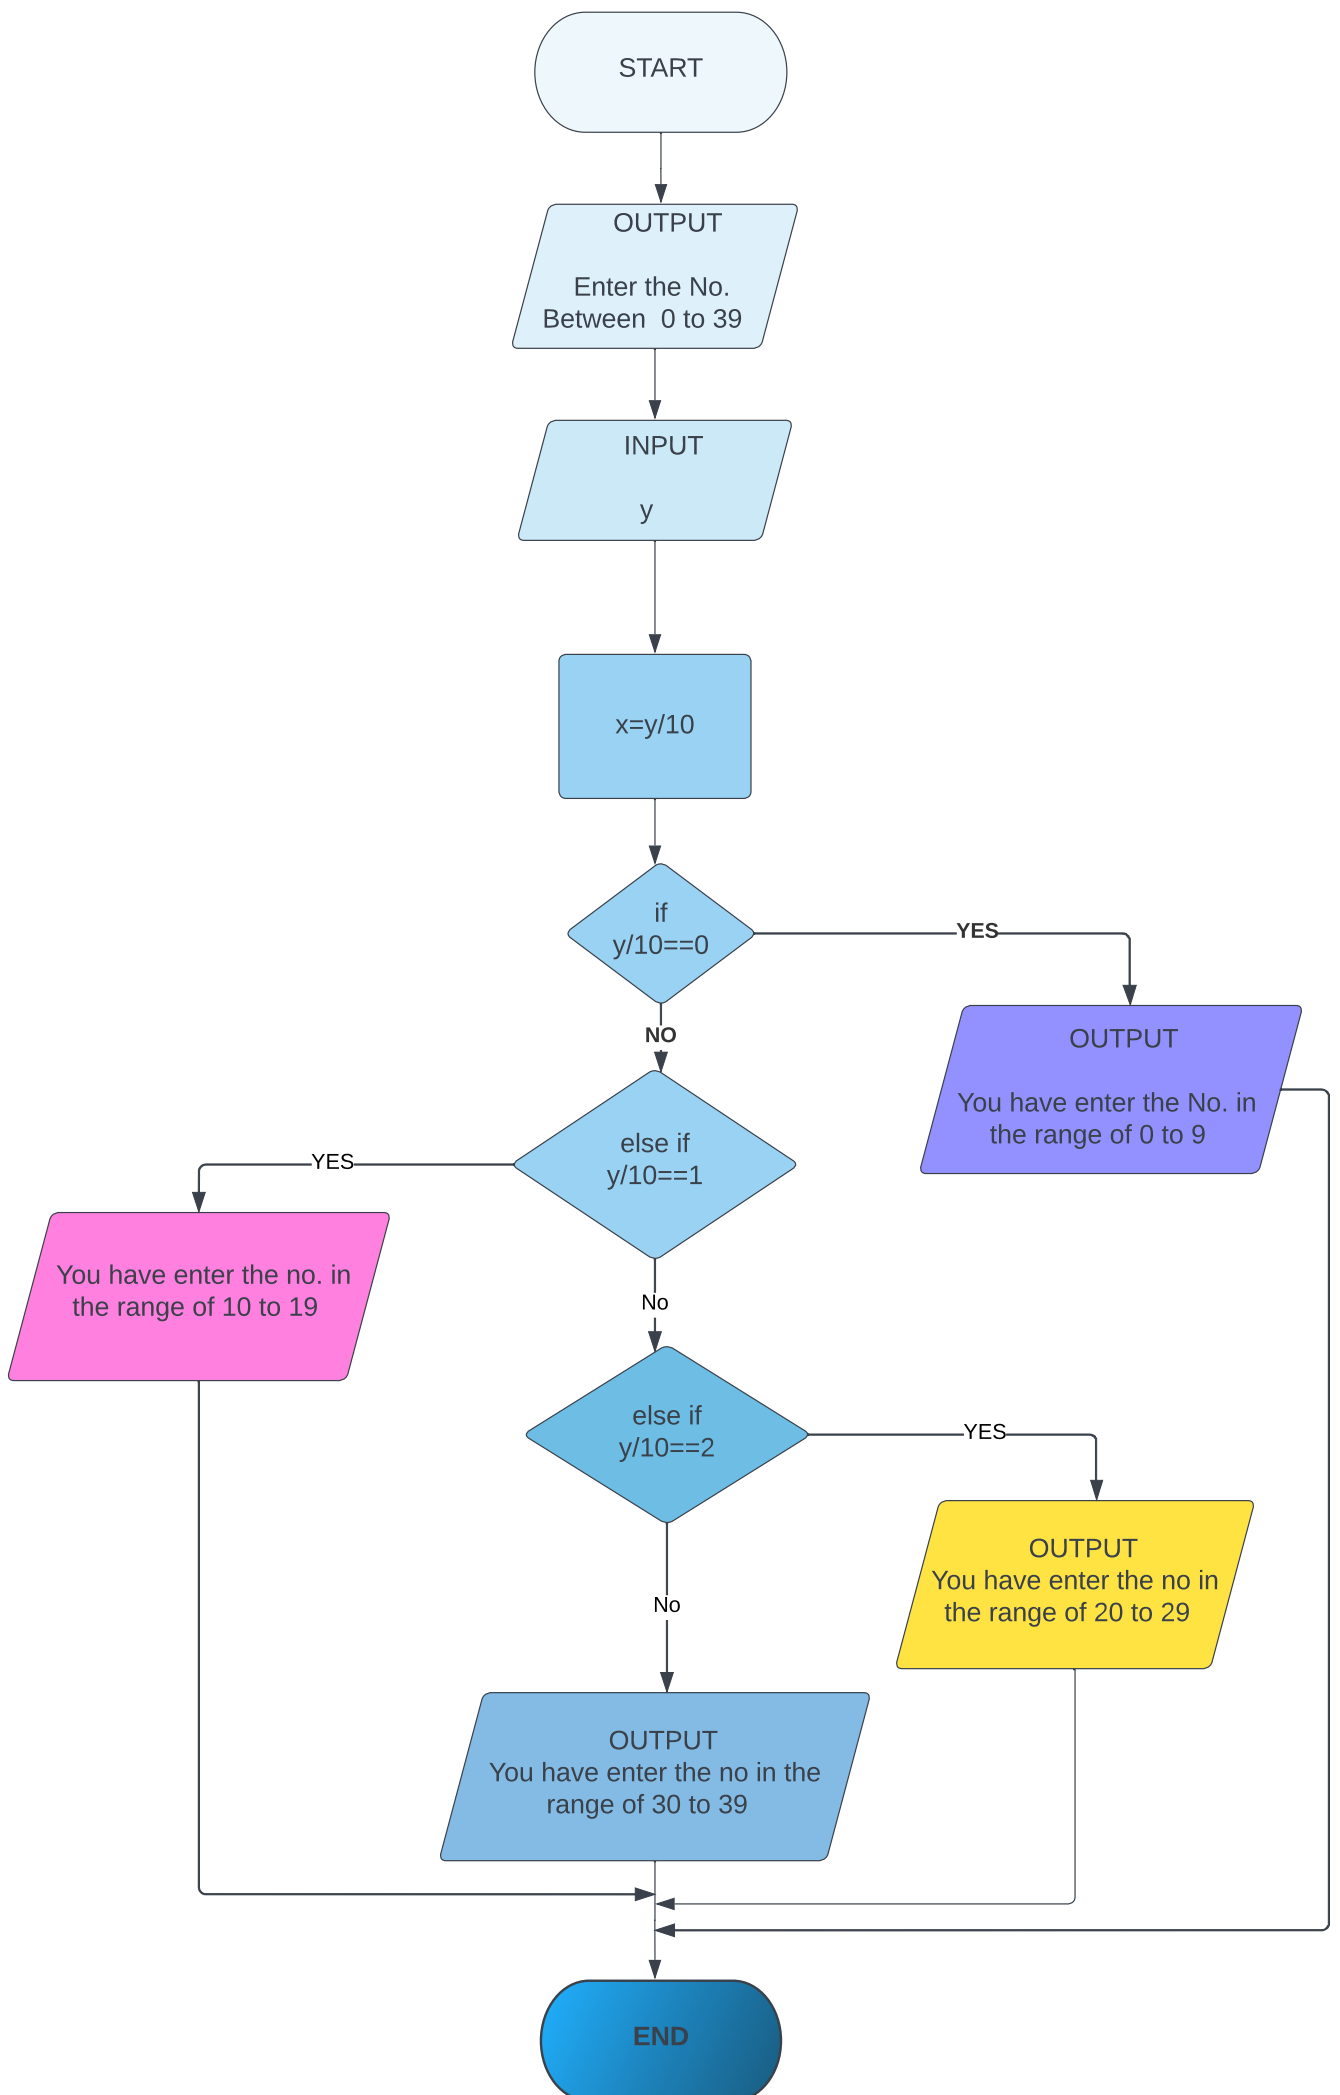 START
OUTPUT
Enter the No.
Between  0 to 39
INPUT
y
x=y/10
if
y/10==0
YES
NO
OUTPUT
You have enter the No. in
the range of 0 to 9
else if
y/10==1
YES
You have enter the no. in
the range of 10 to 19
No
else if
y/10==2
YES
OUTPUT
You have enter the no in
the range of 20 to 29
No
OUTPUT
You have enter the no in the
range of 30 to 39
END